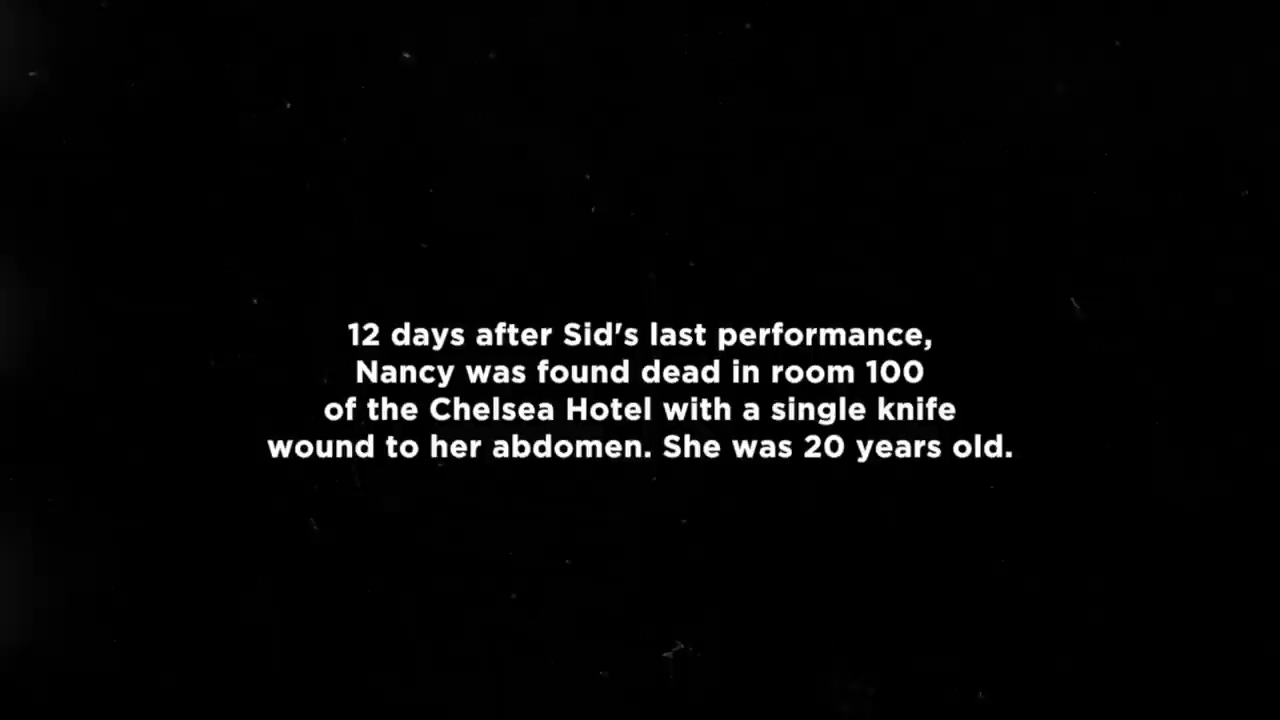 12 days after Sid's last performance,
Nancy was found dead in room 100
of the Chelsea Hotel with a single knife
wound to her abdomen. She was 20 years old.